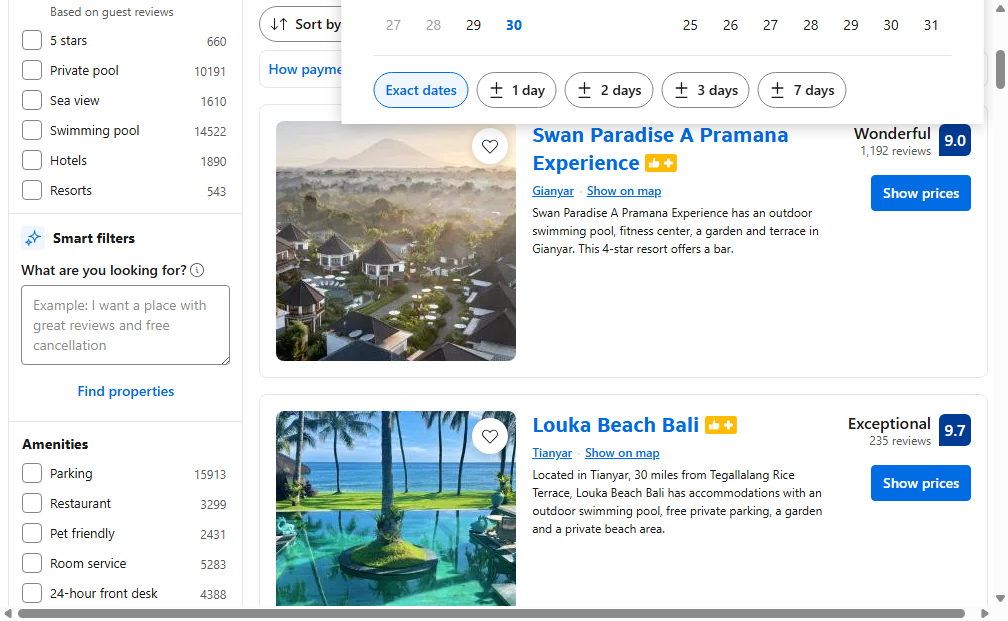 Based on guest reviews
5 stars 660
Private pool 10191
Sea view 1610
Swimming pool 14522
Hotels 1890
Resorts 543
Smart filters
What are you looking for?
Example: I want a place with
great reviews and free
cancellation
Find properties
Amenities
Parking 15913
Restaurant 3299
Pet friendly 2431
Room service 5283
24-hour front desk 4388
Sort by
How payme
27 28 29 30
25 26 27 28 29 30 31
Exact dates
± 1 day
± 2 days
± 3 days
± 7 days
Swan Paradise A Pramana
Experience
Gianyar · Show on map
Swan Paradise A Pramana Experience has an outdoor
swimming pool, fitness center, a garden and terrace in
Gianyar. This 4-star resort offers a bar.
Wonderful
1,192 reviews
9.0
Show prices
Louka Beach Bali
Tianyar · Show on map
Located in Tianyar, 30 miles from Tegallalang Rice
Terrace, Louka Beach Bali has accommodations with an
outdoor swimming pool, free private parking, a garden
and a private beach area.
Exceptional
235 reviews
9.7
Show prices